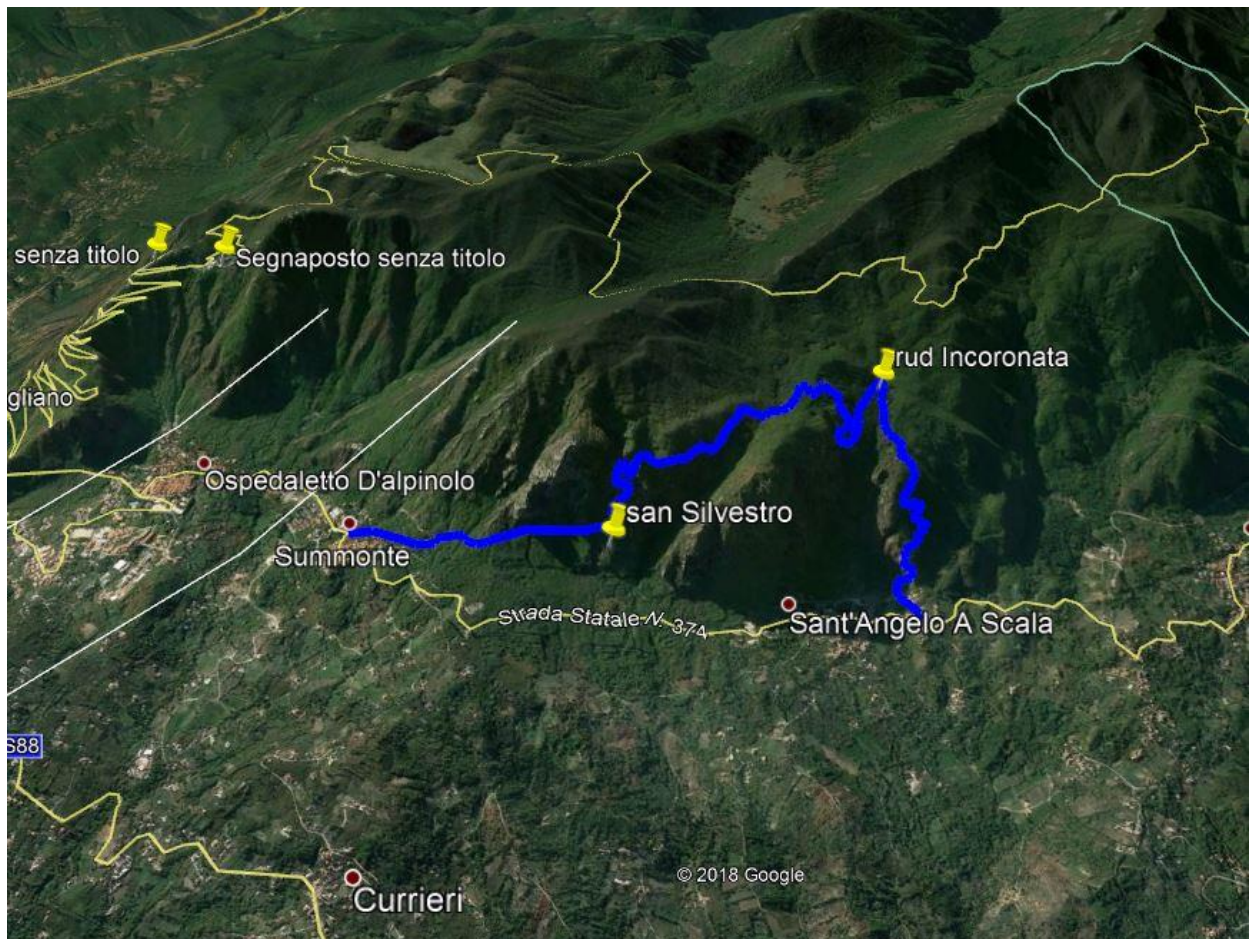 senza titolo
Segnaposto senza titolo
rud Incoronata
gliano
Ospedaletto D'alpinolo
san Silvestro
Summonte
Strada Statale N. 374
Sant'Angelo A Scala
S88
© 2018 Google
Currieri